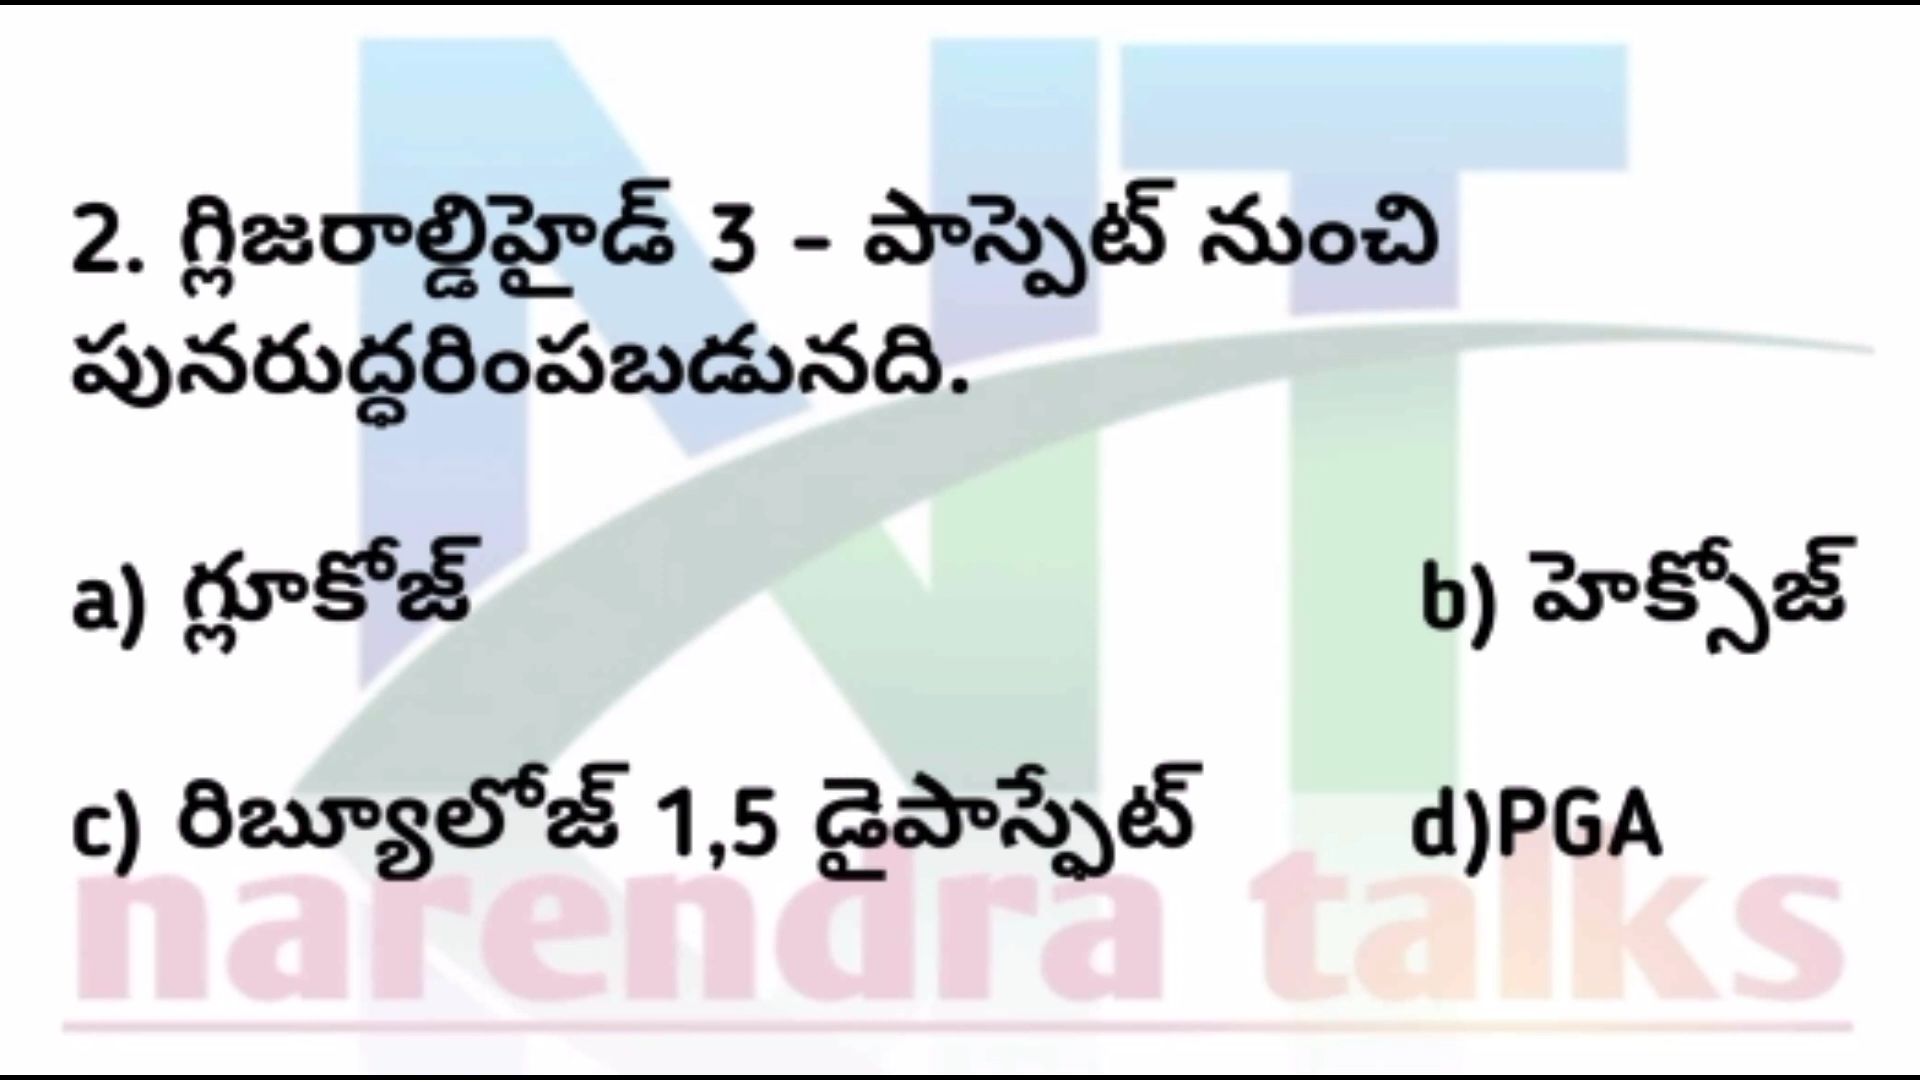 2. గ్లిజరాల్డిహైడ్ 3 - పాస్పెట్ నుంచి
పునరుద్ధరింపబడునది.
a) గ్లూకోజ్ b) హెక్సోజ్
c) రిబ్యూలోజ్ 1,5 డైపాస్ఫేట్ d)PGA
narendra talks